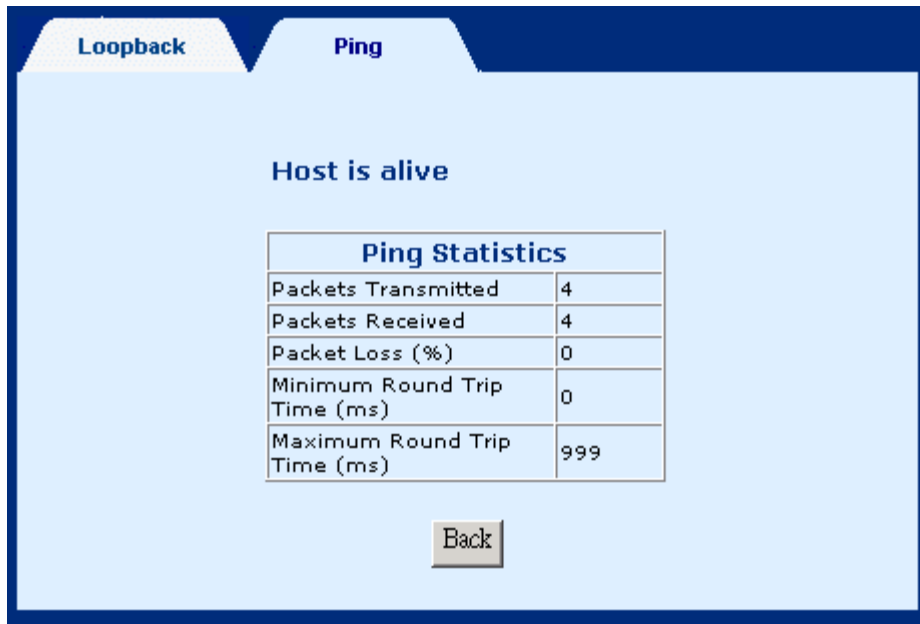 Loopback Ping
Host is alive
Ping Statistics
Packets Transmitted 4
Packets Received 4
Packet Loss (%) 0
Minimum Round Trip
Time (ms) 0
Maximum Round Trip
Time (ms) 999
Back